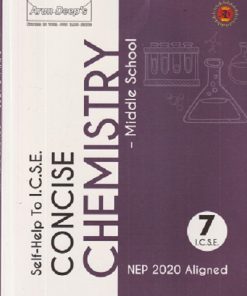 Arun Deep's
Self-Help To I.C.S.E.
CONCISE
CHEMISTRY
– Middle School
7
I.C.S.E.
NEP 2020 Aligned